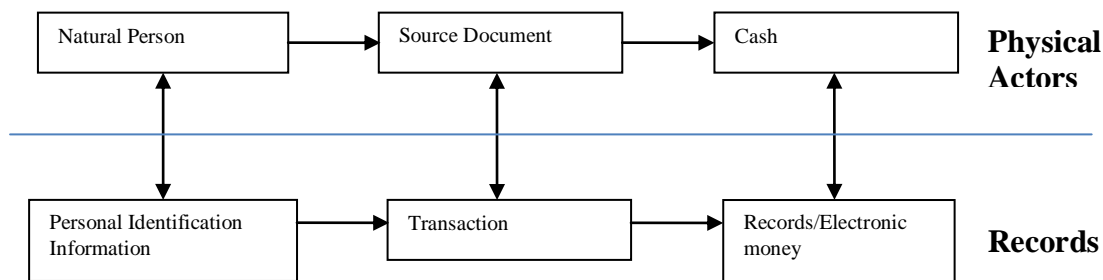 Natural Person
Source Document
Cash
Physical
Actors
Personal Identification
Information
Transaction
Records/Electronic
money
Records